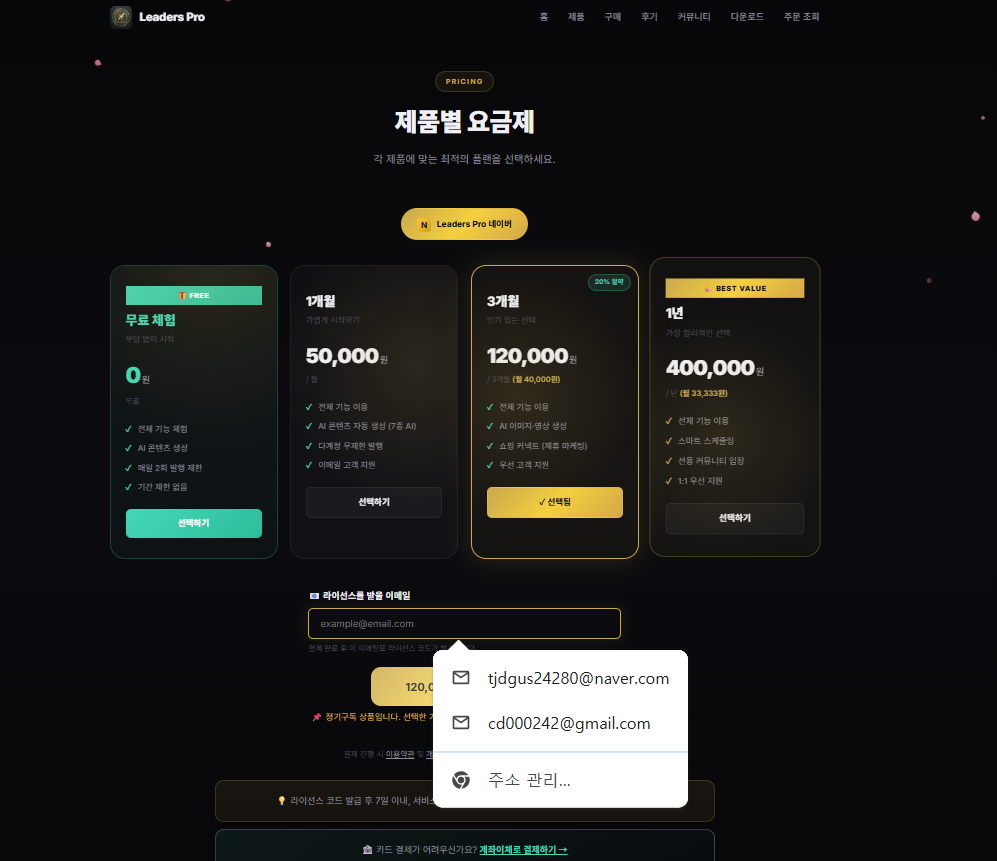 Leaders Pro
홈 제품 구매 후기 커뮤니티 다운로드 주문 조회
PRICING
제품별 요금제
각 제품에 맞는 최적의 플랜을 선택하세요.
N Leaders Pro 네이버
FREE
무료 체험
부담 없이 시작
0원
무료
✓ 전체 기능 체험
✓ AI 콘텐츠 생성
✓ 매일 2회 발행 제한
✓ 기간 제한 없음
선택하기
1개월
가볍게 시작하기
50,000원
/ 월
✓ 전체 기능 이용
✓ AI 콘텐츠 자동 생성 (7종 AI)
✓ 다계정 무제한 발행
✓ 이메일 고객 지원
선택하기
20% 절약
3개월
인기 있는 선택
120,000원
/ 3개월 (월 40,000원)
✓ 전체 기능 이용
✓ AI 이미지·영상 생성
✓ 쇼핑 커넥트 (제휴 마케팅)
✓ 우선 고객 지원
✓ 선택됨
BEST VALUE
1년
가장 합리적인 선택
400,000원
/ 년 (월 33,333원)
✓ 전체 기능 이용
✓ 스마트 스케줄링
✓ 전용 커뮤니티 입장
✓ 1:1 우선 지원
선택하기
라이선스를 받을 이메일
example@email.com
결제 완료 후 이 이메일로 라이선스 코드가
120,0
정기구독 상품입니다. 선택한
결제 진행 시 이용약관 및
라이선스 코드 발급 후 7일 이내, 서비스
카드 결제가 어려우신가요? 계좌이체로 결제하기 →
tjdgus24280@naver.com
cd000242@gmail.com
주소 관리...